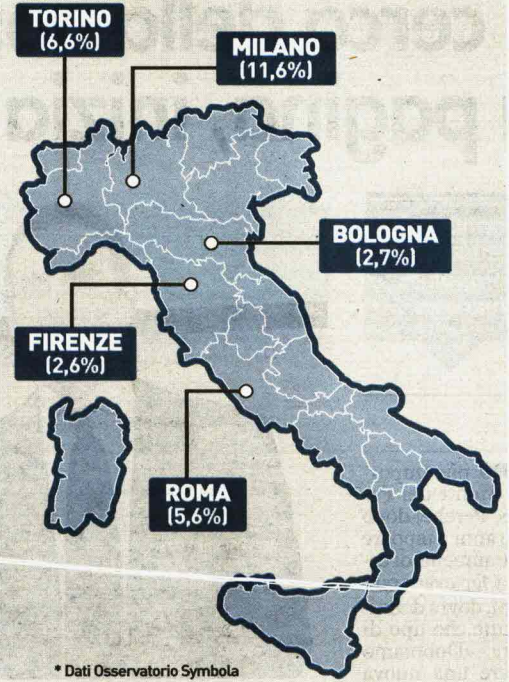 TORINO
(6,6%)
MILANO
(11,6%)
BOLOGNA
(2,7%)
FIRENZE
(2,6%)
ROMA
(5,6%)
* Dati Osservatorio Symbola